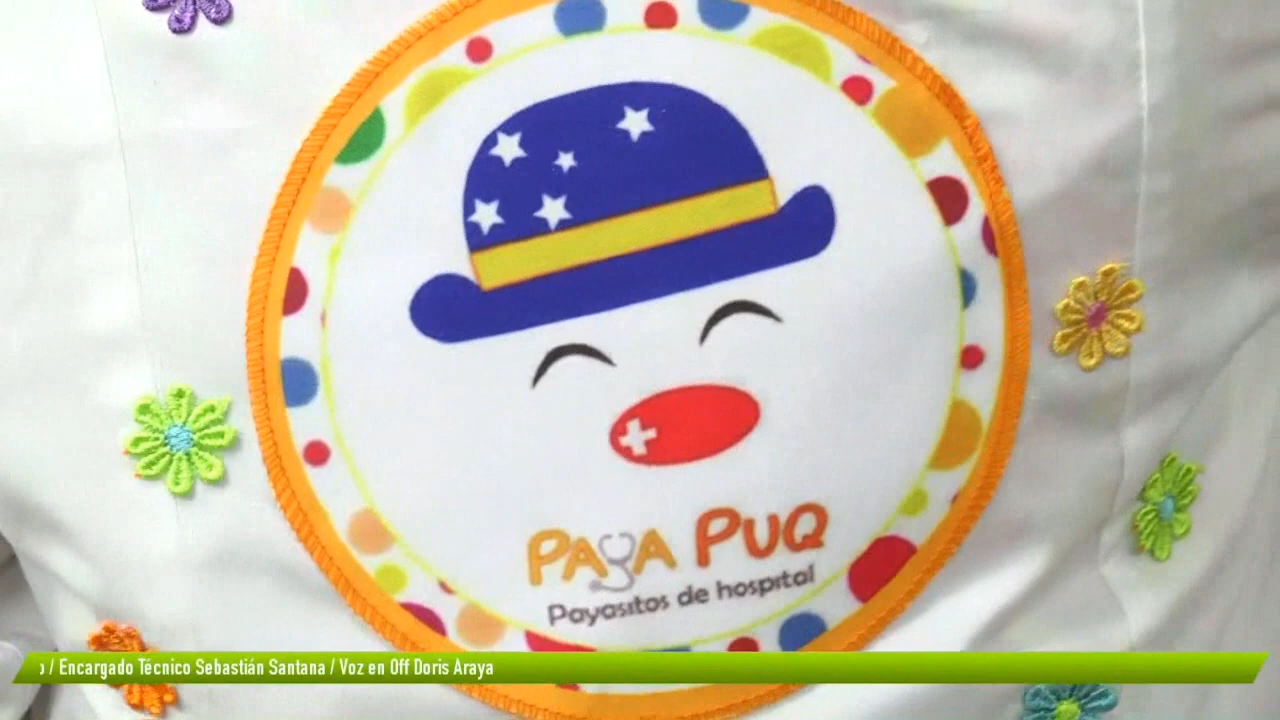 PAYA PUQ
Payasitos de hospital
/ Encargado Técnico Sebastián Santana / Voz en Off Doris Araya